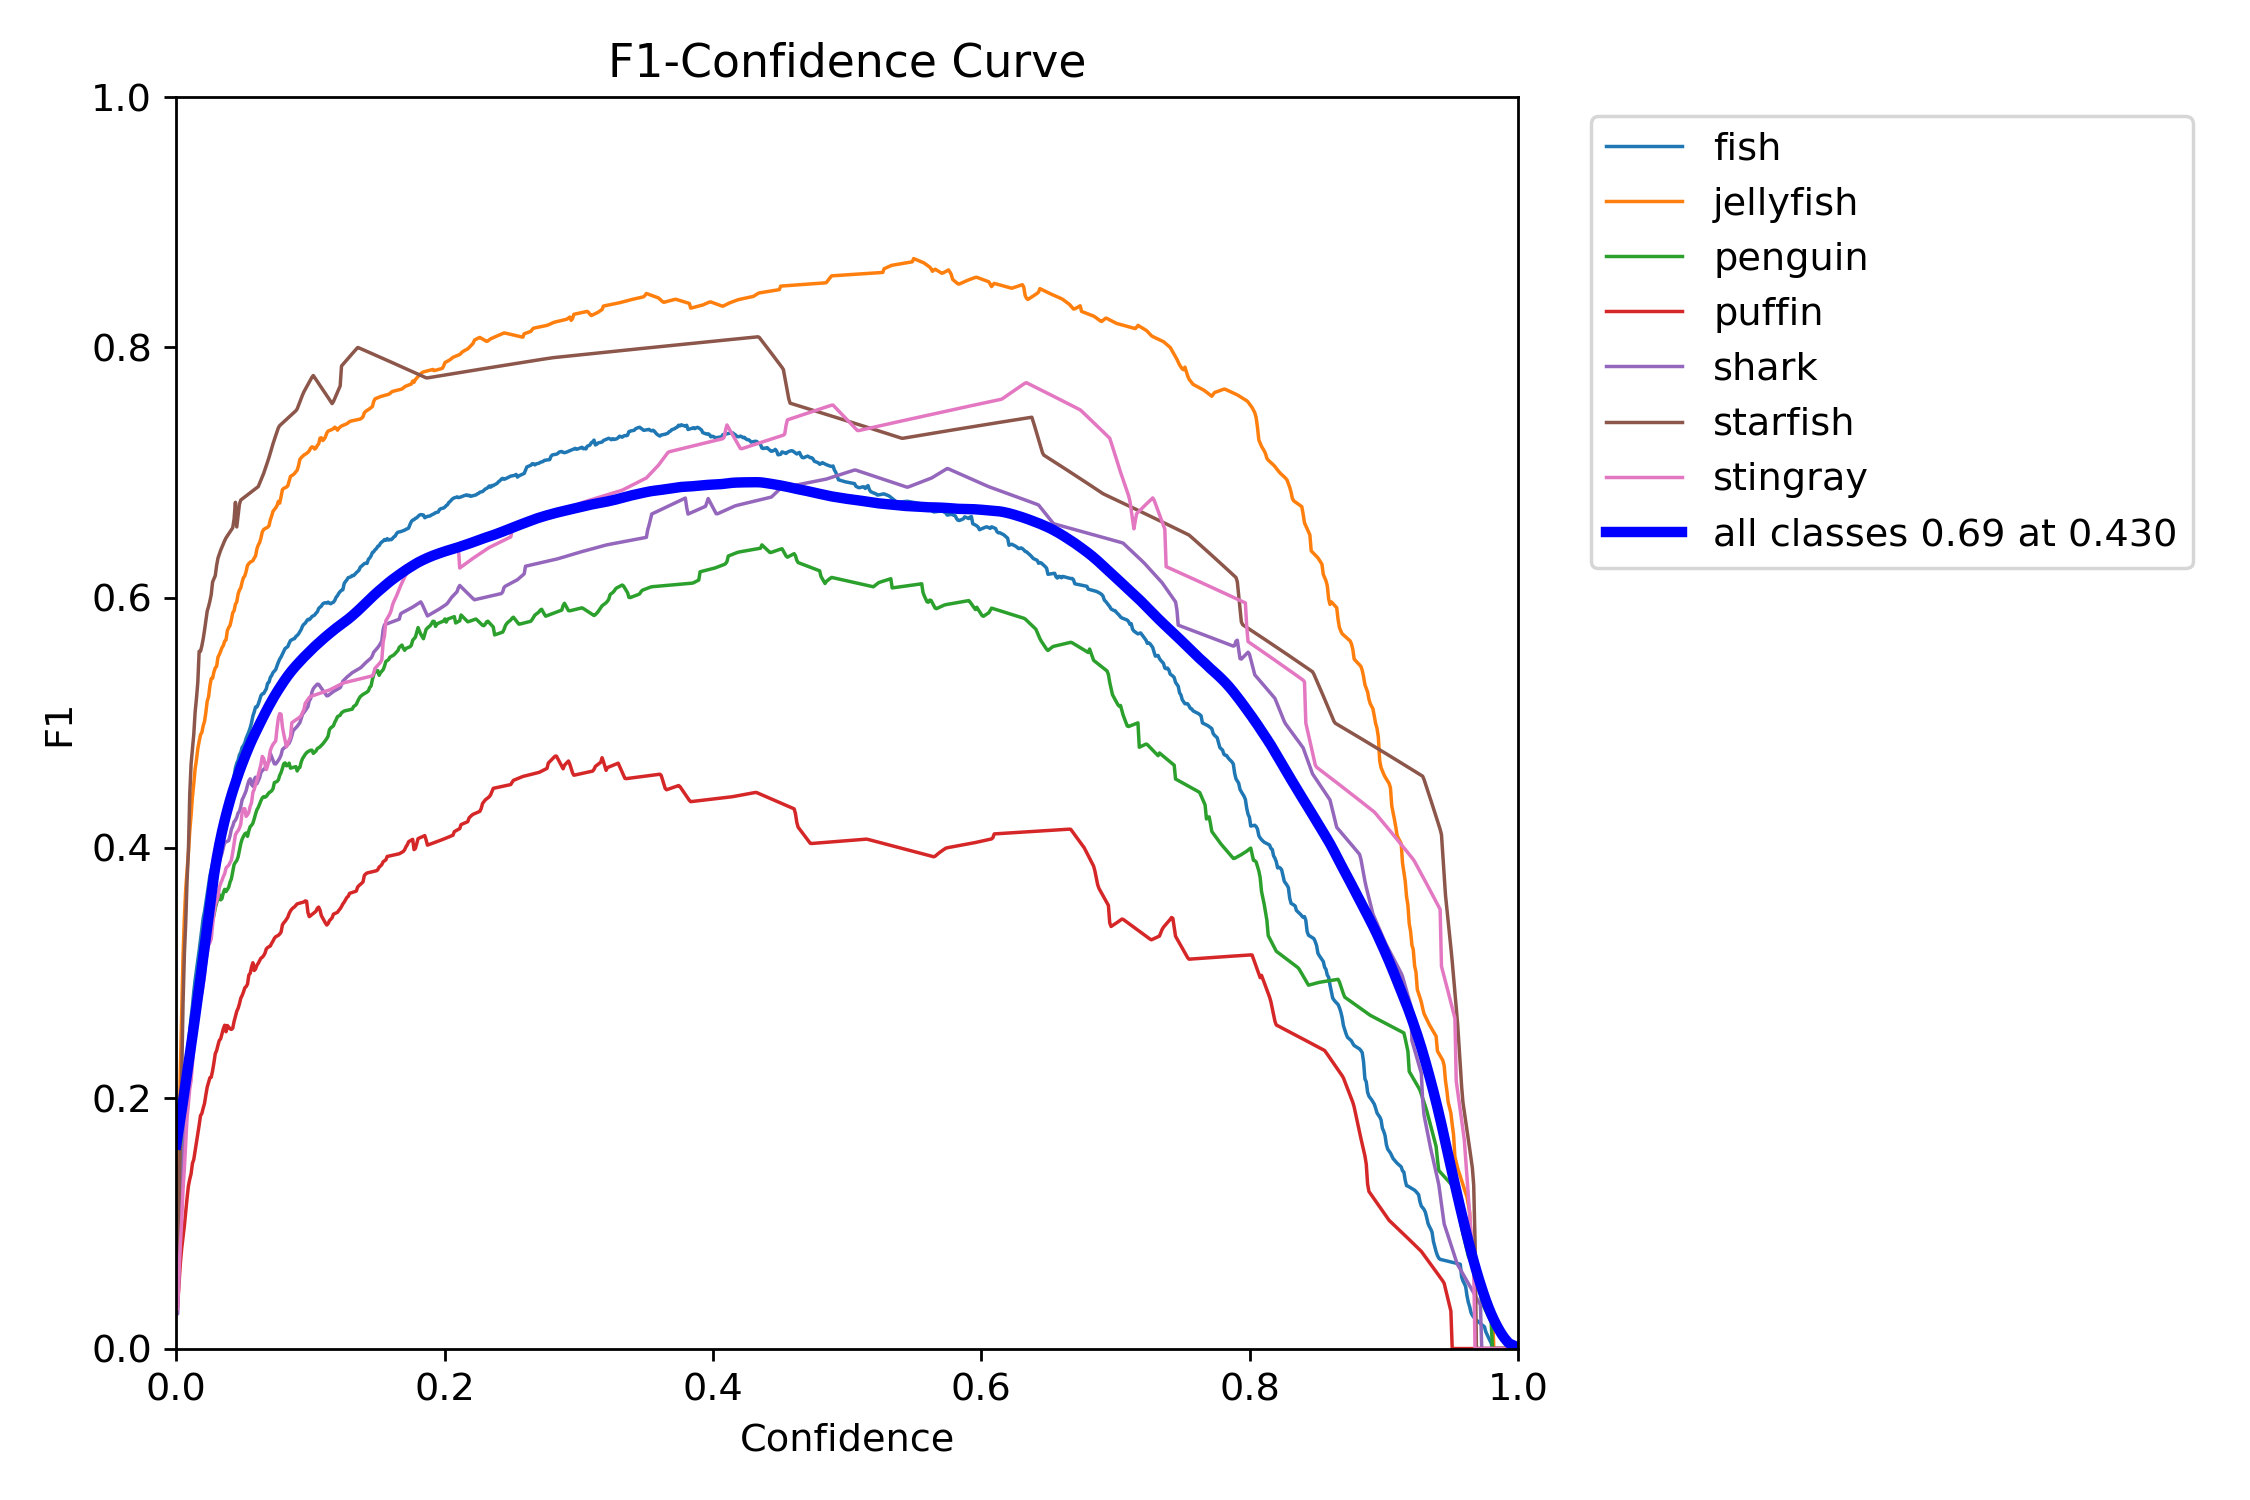 F1-Confidence Curve
1.0
0.8
0.6
0.4
0.2
0.0
F1
0.0 0.2 0.4 0.6 0.8 1.0
Confidence
fish
jellyfish
penguin
puffin
shark
starfish
stingray
all classes 0.69 at 0.430